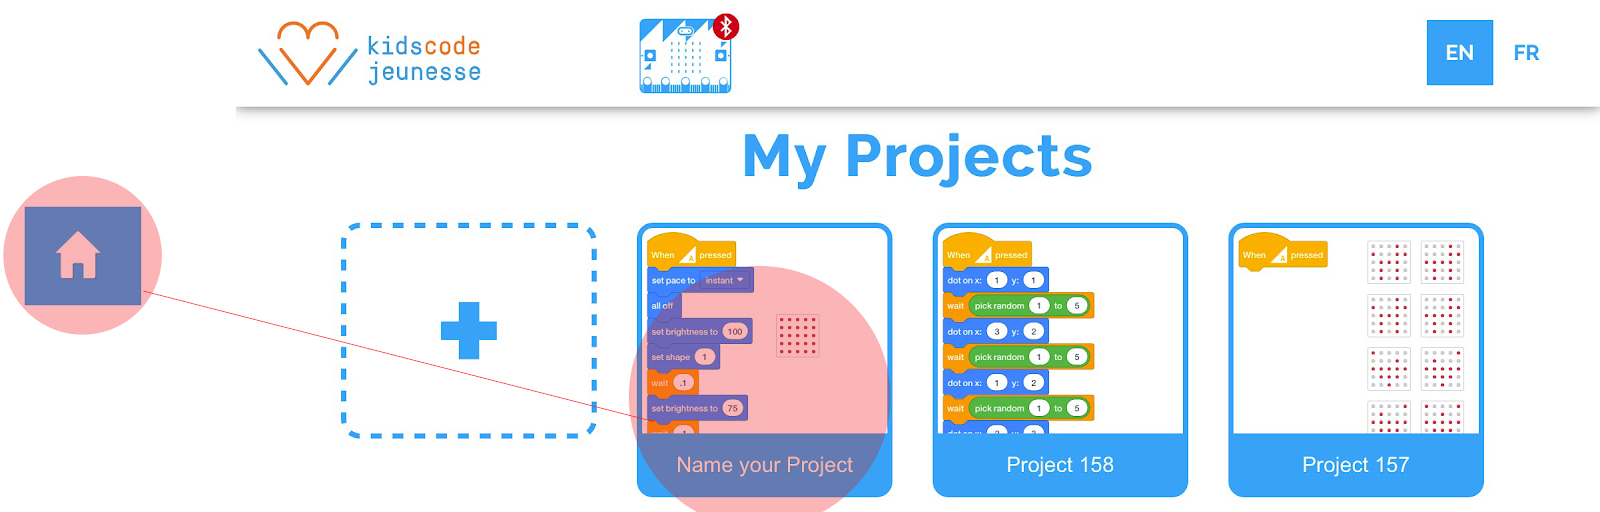 kidscode
jeunesse
EN FR
My Projects
When A pressed
set pace to instant
all off
set brightness to 100
set shape 1
wait .1
set brightness to 75
wait .1
Name your Project
When A pressed
dot on x: 1 y: 1
wait pick random 1 to 5
dot on x: 3 y: 2
wait pick random 1 to 5
dot on x: 1 y: 2
wait pick random 1 to 5
Project 158
When A pressed
Project 157